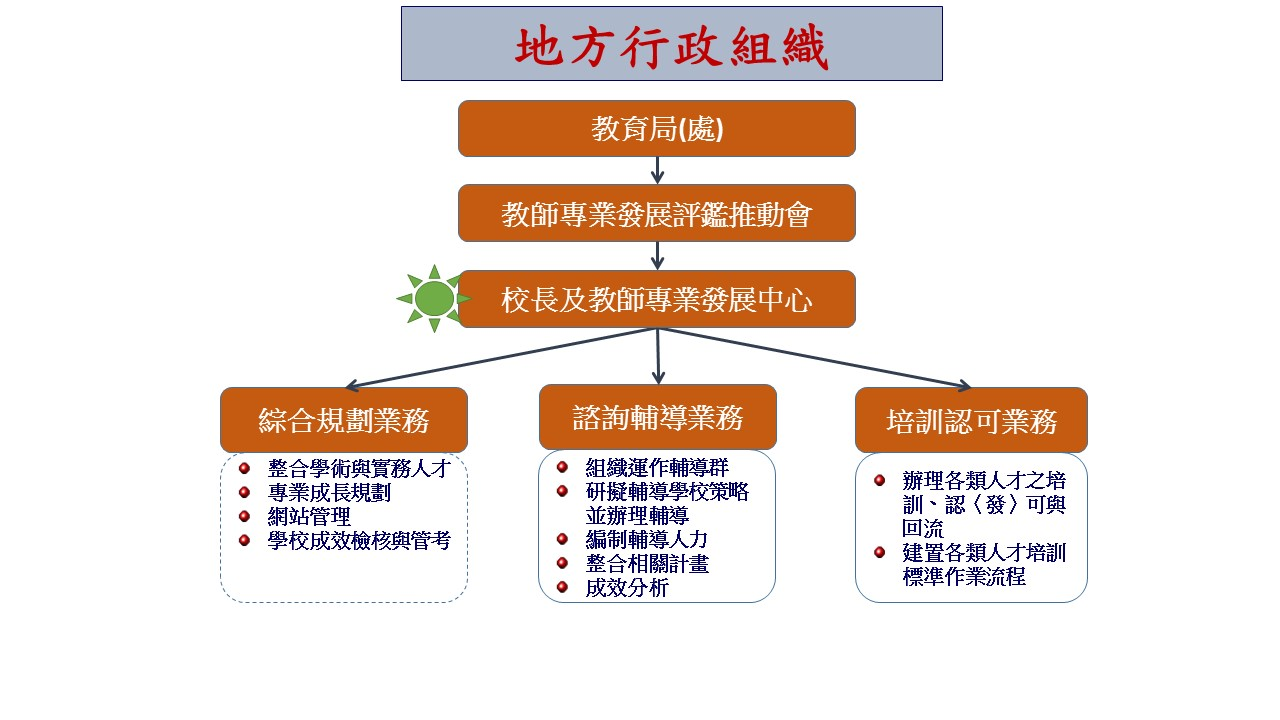 地方行政組織
教育局(處)
教師專業發展評鑑推動會
校長及教師專業發展中心
綜合規劃業務
整合學術與實務人才
專業成長規劃
網站管理
學校成效檢核與管考
諮詢輔導業務
組織運作輔導群
研擬輔導學校策略
並辦理輔導
編制輔導人力
整合相關計畫
成效分析
培訓認可業務
辦理各類人才之培
訓、認〈發〉可與
回流
建置各類人才培訓
標準作業流程